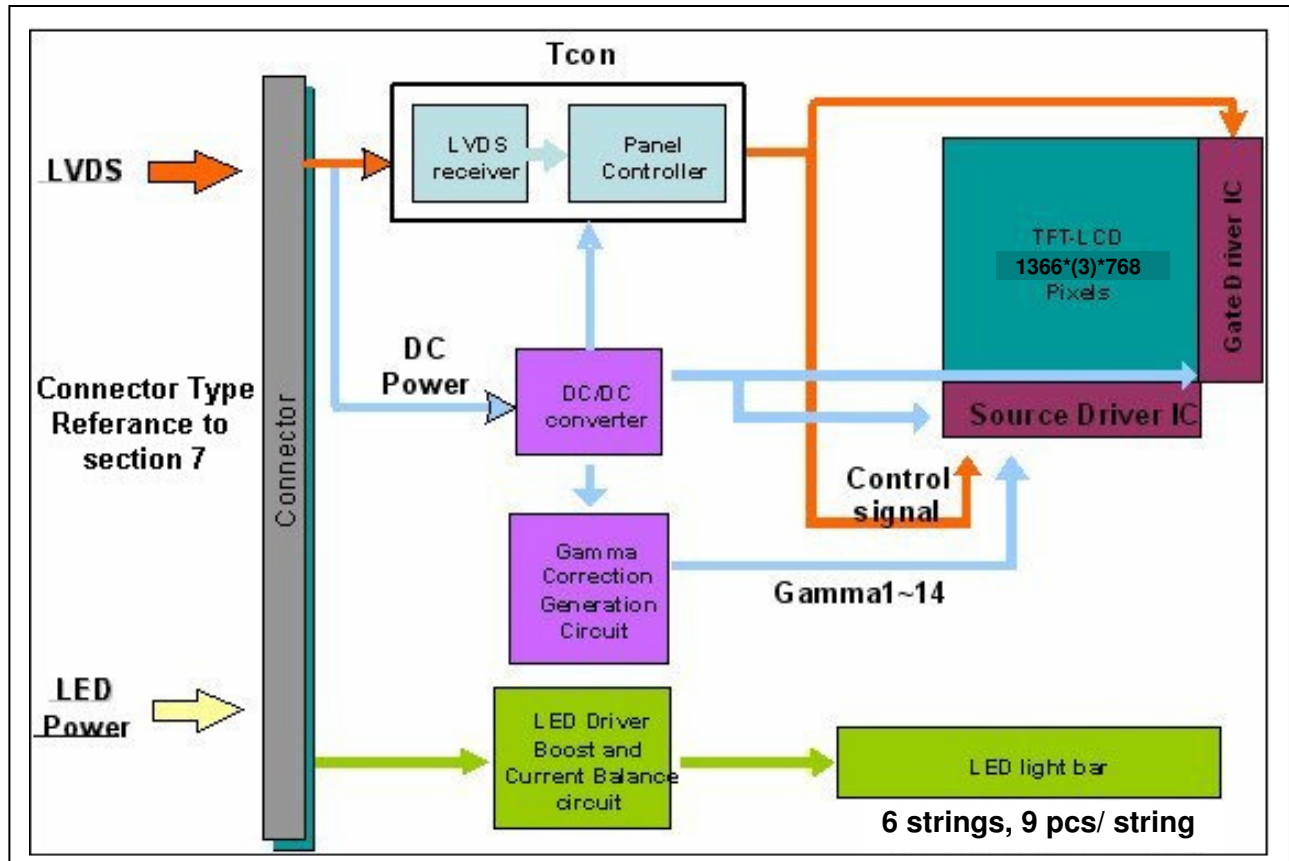 Tcon
LVDS
LVDS
receiver
Panel
Controller
TFT-LCD
1366*(3)*768
Pixels
GateDriver IC
Source Driver IC
DC
Power
DC/DC
converter
Connector Type
Referance to
section 7
Connector
Control
signal
Gamma
Correction
Generation
Circuit
Gamma1~14
LED
Power
LED Driver
Boost and
Current Balance
circuit
LED light bar
6 strings, 9 pcs/ string